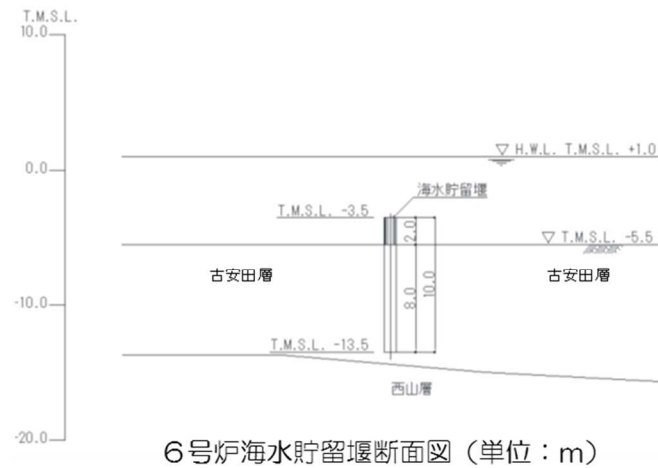 T.M.S.L.
10.0
▽ H.W.L. T.M.S.L. +1.0
0.0
海水貯留堰
T.M.S.L. -3.5
2.0
▽ T.M.S.L. -5.5
古安田層
古安田層
8.0
10.0
-10.0
T.M.S.L. -13.5
西山層
-20.0
6号炉海水貯留堰断面図(単位:m)